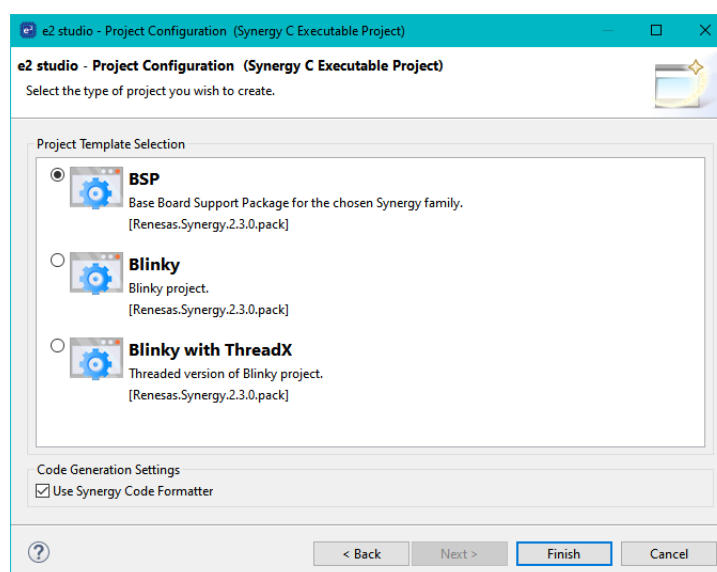 e2 studio - Project Configuration (Synergy C Executable Project)
e2 studio - Project Configuration (Synergy C Executable Project)
Select the type of project you wish to create.
Project Template Selection
BSP
Base Board Support Package for the chosen Synergy family.
[Renesas.Synergy.2.3.0.pack]
Blinky
Blinky project.
[Renesas.Synergy.2.3.0.pack]
Blinky with ThreadX
Threaded version of Blinky project.
[Renesas.Synergy.2.3.0.pack]
Code Generation Settings
Use Synergy Code Formatter
? < Back Next > Finish Cancel